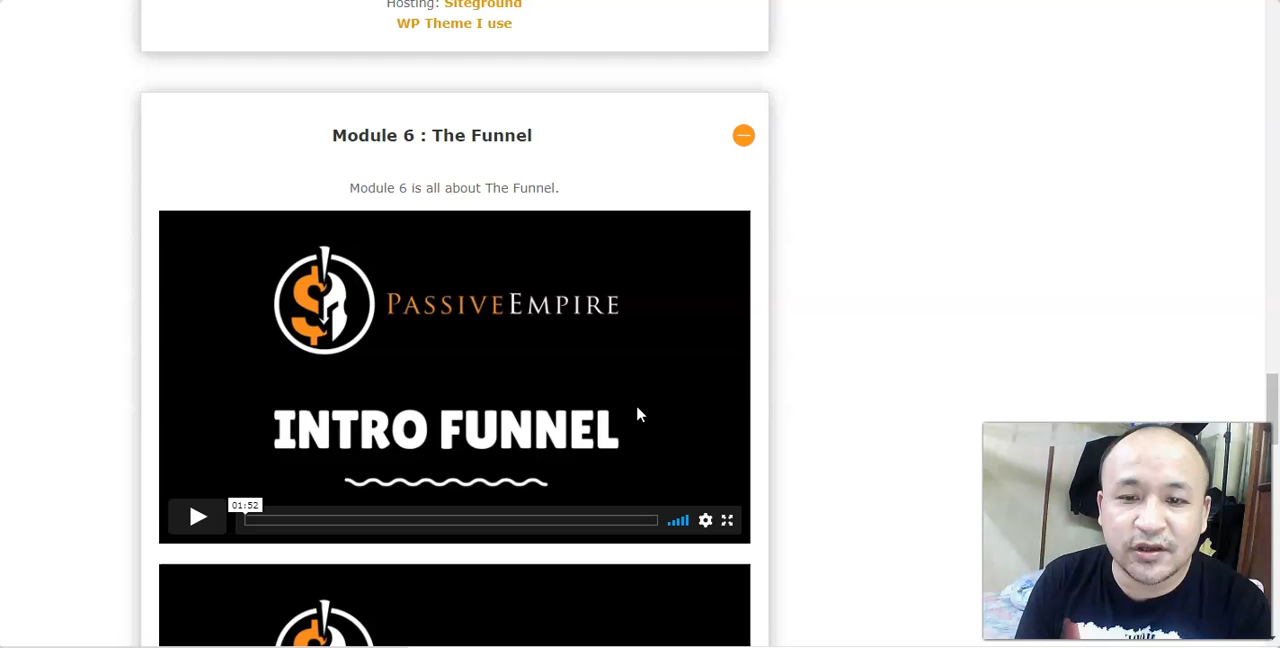 Hosting: Siteground
WP Theme I use
Module 6 : The Funnel
Module 6 is all about The Funnel.
PASSIVEEMPIRE
INTRO FUNNEL
01:52